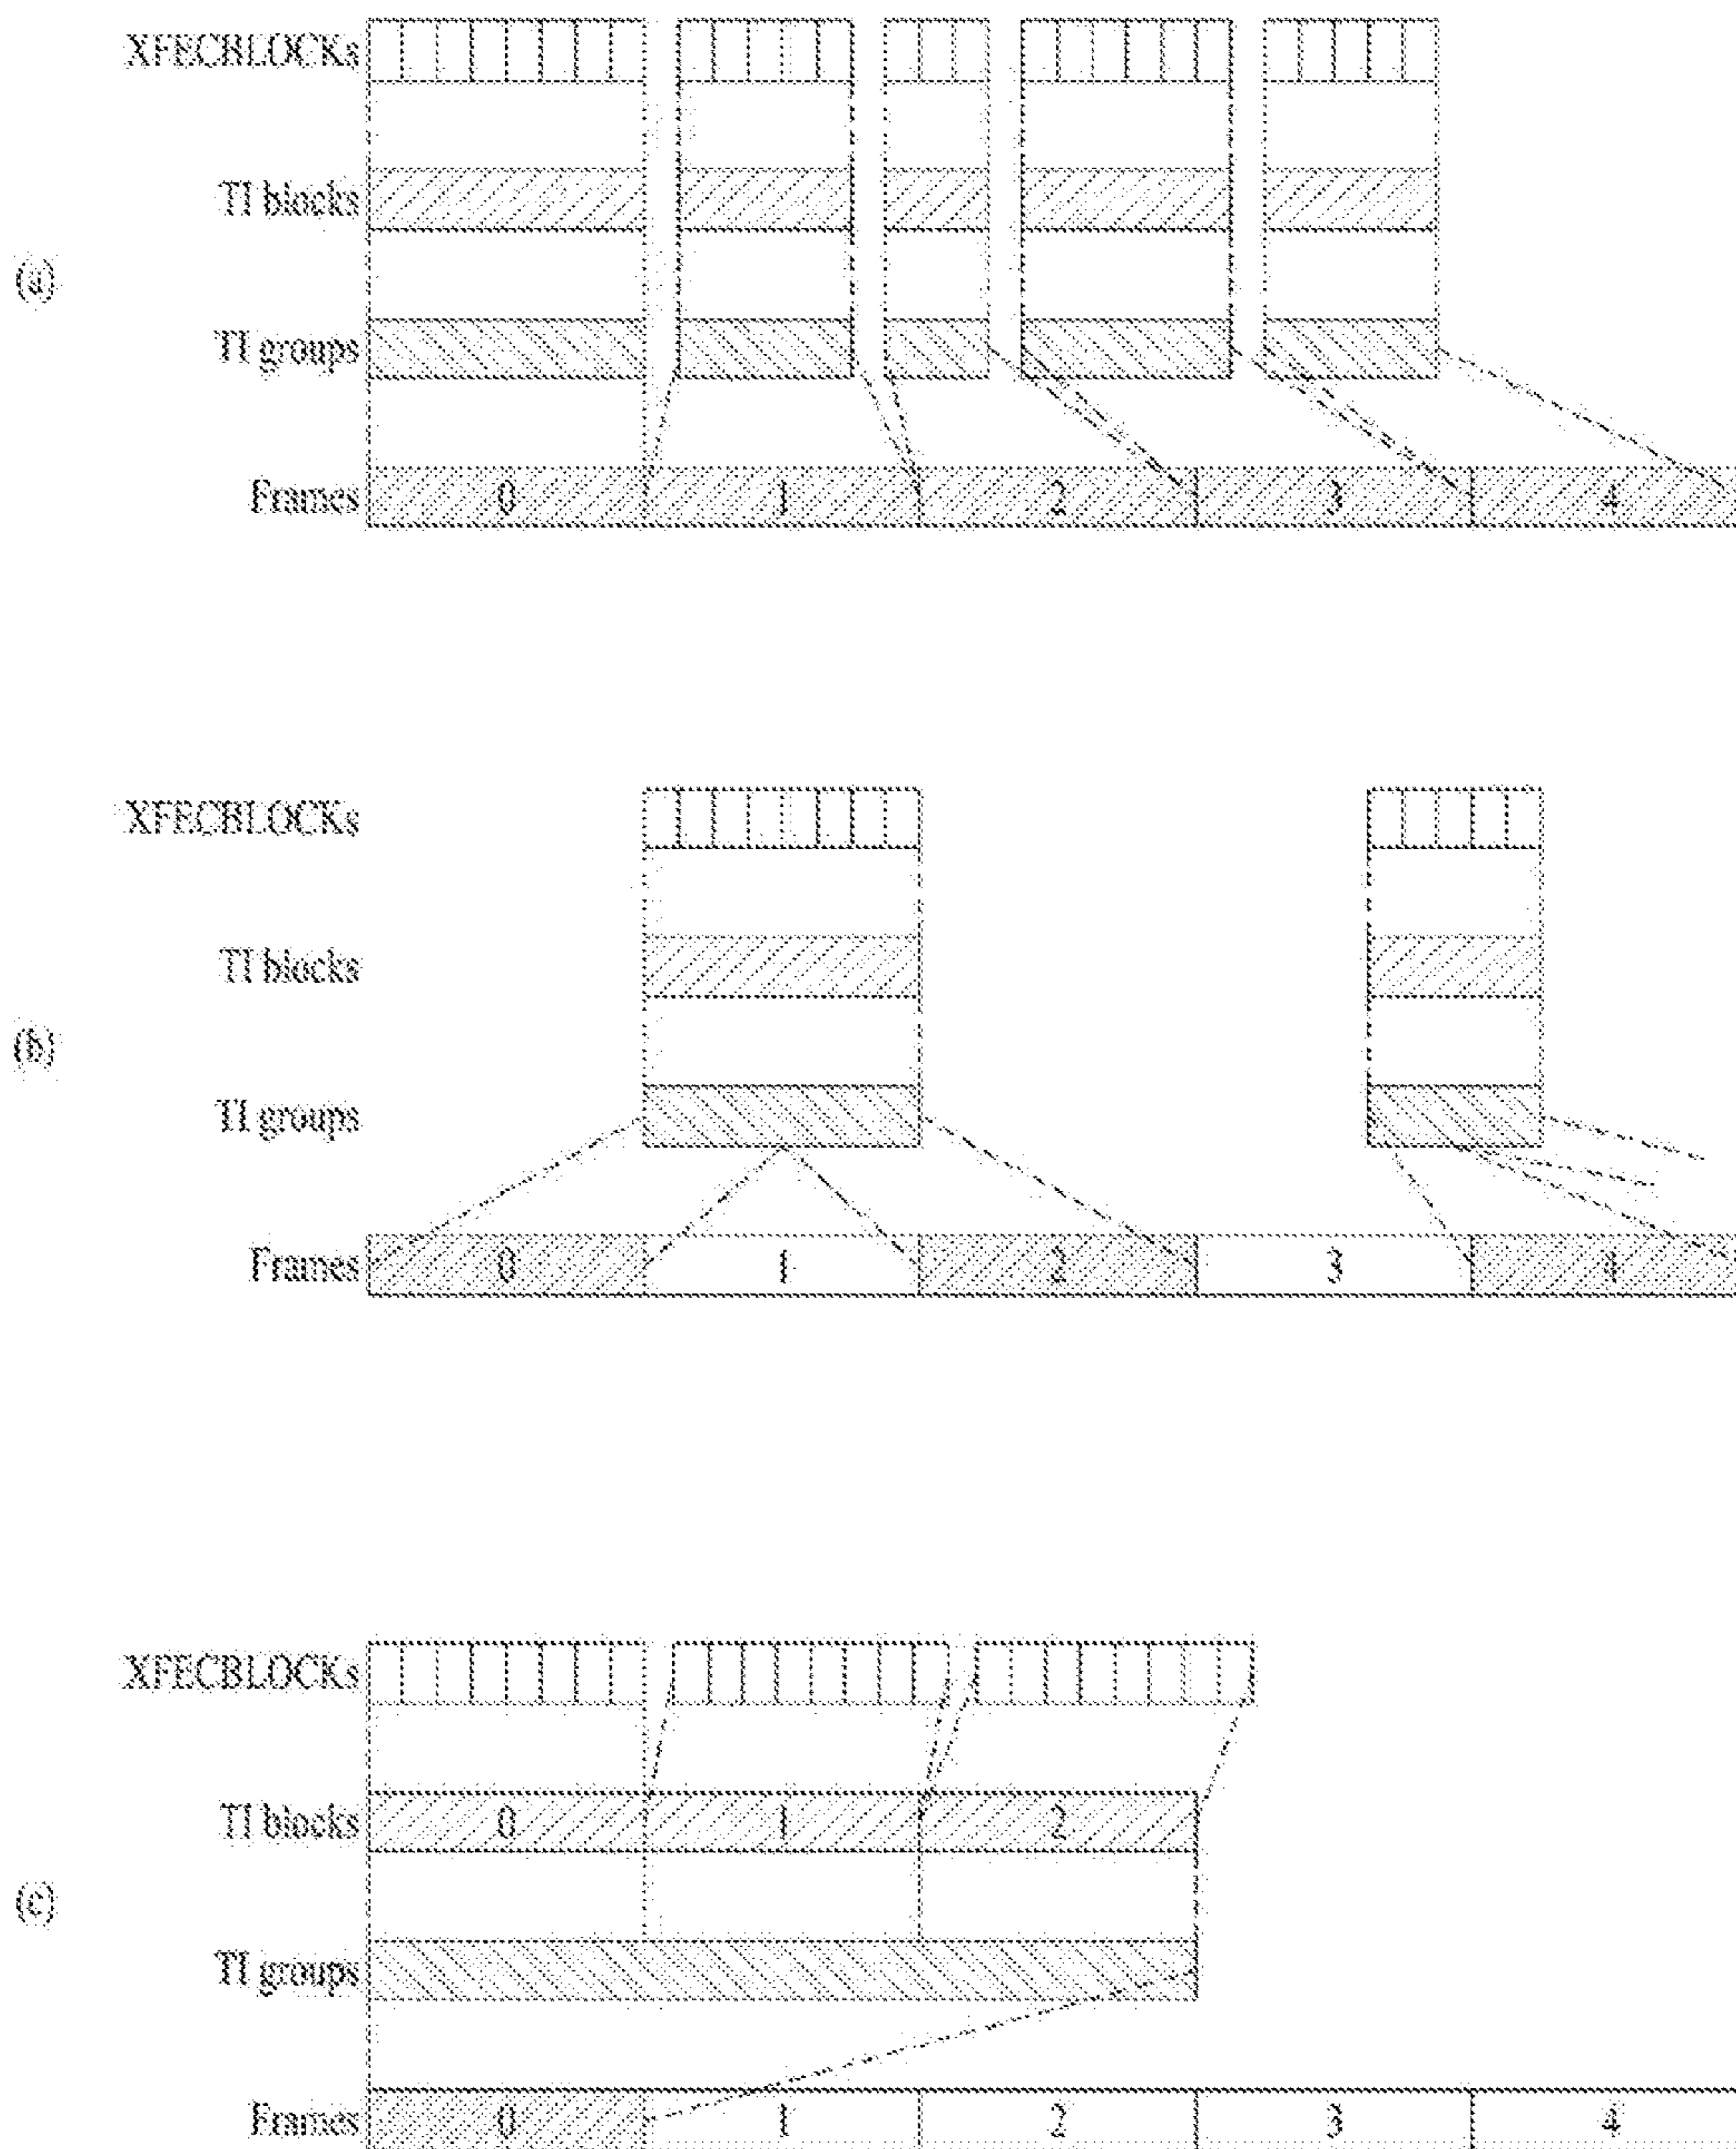 XFECBLOCKs
TI blocks
(a)
TI groups
Frames 0 1 2 3 4
XFECBLOCKs
TI blocks
(b)
TI groups
Frames 0 1 2 3 4
XFECBLOCKs
TI blocks 0 1 2
(c)
TI groups
Frames 0 1 2 3 4